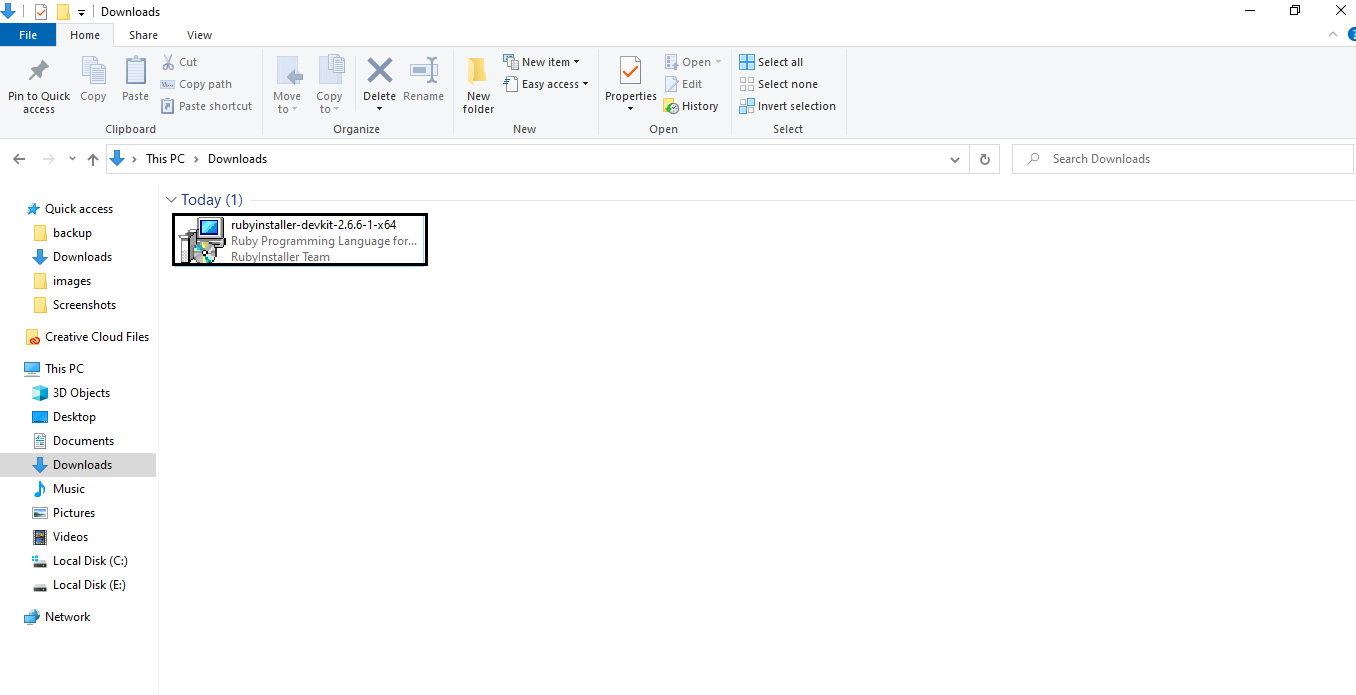 Downloads
File Home Share View
Pin to Quick access
Copy
Paste
Cut
Copy path
Paste shortcut
Clipboard
Move to
Copy to
Delete
Rename
Organize
New folder
New item
Easy access
New
Properties
Open
Edit
History
Open
Select all
Select none
Invert selection
Select
This PC Downloads
Search Downloads
Quick access
backup
Downloads
images
Screenshots
Creative Cloud Files
This PC
3D Objects
Desktop
Documents
Downloads
Music
Pictures
Videos
Local Disk (C:)
Local Disk (E:)
Network
Today (1)
rubyinstaller-devkit-2.6.6-1-x64
Ruby Programming Language for...
RubyInstaller Team